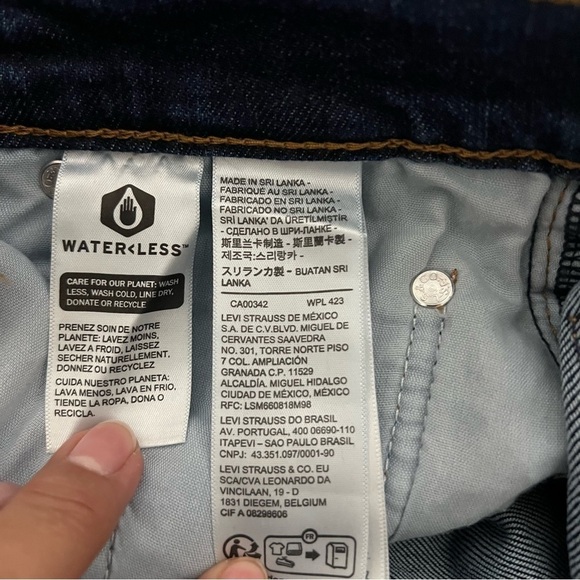 WATER<LESS™
CARE FOR OUR PLANET: WASH
LESS, WASH COLD, LINE DRY,
DONATE OR RECYCLE
PRENEZ SOIN DE NOTRE
PLANETE: LAVEZ MOINS,
LAVEZ A FROID, LAISSEZ
SECHER NATURELLEMENT,
DONNEZ OU RECYCLEZ
CUIDA NUESTRO PLANETA:
LAVA MENOS, LAVA EN FRIO,
TIENDE LA ROPA, DONA O
RECICLA.
MADE IN SRI LANKA -
FABRIQUÉ AU SRI LANKA -
FABRICADO EN SRI LANKA -
FABRICADO NO SRI LANKA -
SRİ LANKA' DA ÜRETİLMİŞTİR
- СДЕЛАНО В ШРИ-ЛАНКЕ -
斯里兰卡制造 - 斯里蘭卡製 -
제조국:스리랑카 -
スリランカ製 - BUATAN SRI
LANKA
CA00342 WPL 423
LEVI STRAUSS DE MÉXICO
S.A. DE C.V.BLVD. MIGUEL DE
CERVANTES SAAVEDRA
NO. 301, TORRE NORTE PISO
7 COL. AMPLIACIÓN
GRANADA C.P. 11529
ALCALDÍA. MIGUEL HIDALGO
CIUDAD DE MÉXICO, MÉXICO
RFC: LSM660818M98
LEVI STRAUSS DO BRASIL
AV. PORTUGAL, 400 06690-110
ITAPEVI - SAO PAULO BRASIL
CNPJ: 43.351.097/0001-90
LEVI STRAUSS & CO. EU
SCA/CVA LEONARDO DA
VINCILAAN, 19 - D
1831 DIEGEM, BELGIUM
CIF A 08298606
FR